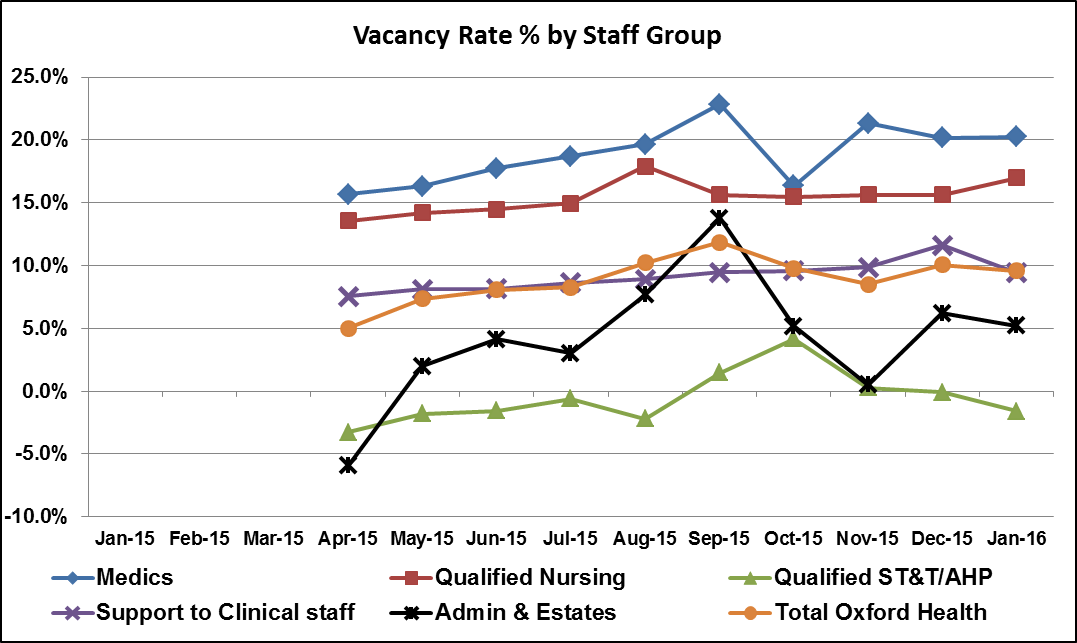 Vacancy Rate % by Staff Group
25.0%
20.0%
15.0%
10.0%
5.0%
0.0%
-5.0%
-10.0%
Jan-15 Feb-15 Mar-15 Apr-15 May-15 Jun-15 Jul-15 Aug-15 Sep-15 Oct-15 Nov-15 Dec-15 Jan-16
Medics Qualified Nursing Qualified ST&T/AHP
Support to Clinical staff Admin & Estates Total Oxford Health